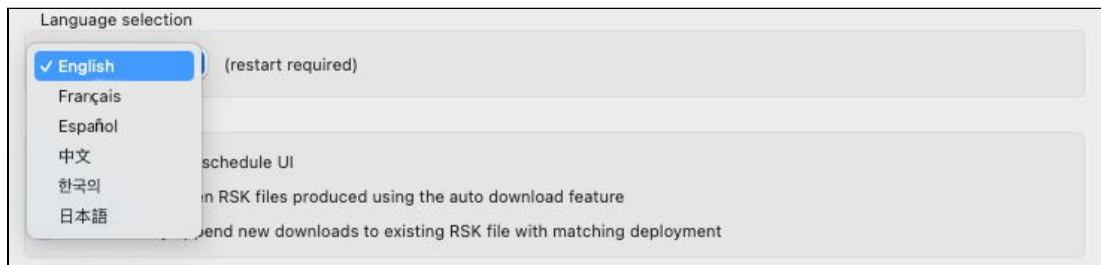 Language selection
✓ English (restart required)
Français
Español
中文
schedule UI
한국의
n RSK files produced using the auto download feature
日本語
end new downloads to existing RSK file with matching deployment